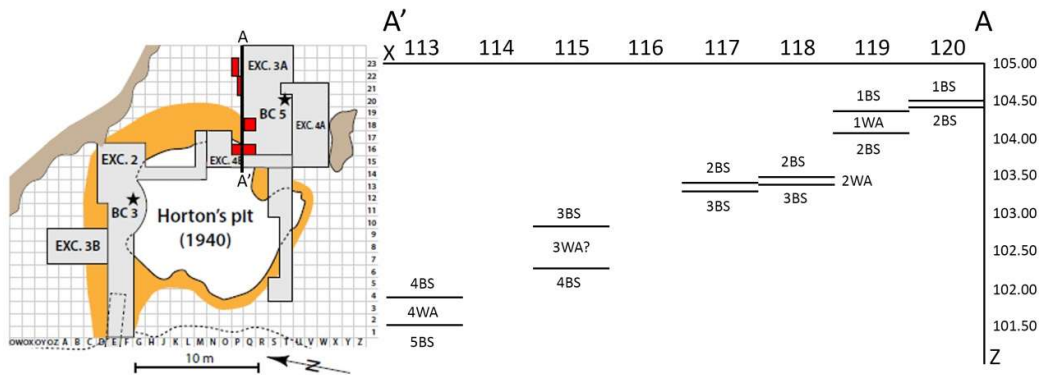 A
EXC. 3A
BC 5
EXC. 4A
EXC. 4B
A'
EXC. 2
BC 3
Horton's pit
(1940)
EXC. 3B
23
22
21
20
19
18
17
16
15
14
13
12
11
10
9
8
7
6
5
4
3
2
1
OW OX OY OZ A B C D E F G H I J K L M N O P Q R S T U V W X Y Z
10 m
N
A' A
X 113 114 115 116 117 118 119 120
105.00
1BS 1BS
104.50
1WA 2BS
104.00
2BS
2BS 2BS
103.50
2WA
3BS 3BS
3BS
103.00
3WA?
102.50
4BS 4BS
102.00
4WA
101.50
5BS
Z